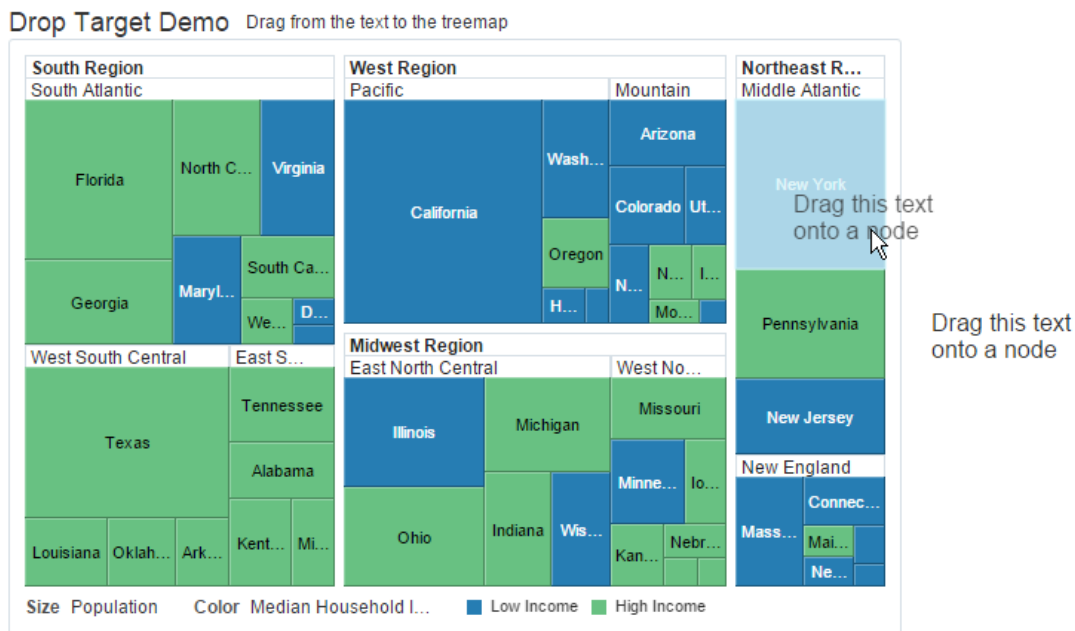 Drop Target Demo Drag from the text to the treemap
South Region
South Atlantic
Florida
North C...
Virginia
Georgia
Maryl...
South Ca...
We...
D...
West South Central
East S...
Texas
Tennessee
Alabama
Louisiana
Oklah...
Ark...
Kent...
Mi...
West Region
Pacific
Mountain
California
Wash...
Oregon
H...
Arizona
Colorado
Ut...
N...
N...
I...
Mo...
Midwest Region
East North Central
West No...
Illinois
Michigan
Ohio
Indiana
Wis...
Missouri
Minne...
Io...
Kan...
Nebr...
Northeast R...
Middle Atlantic
New York
Drag this text
onto a node
Pennsylvania
New Jersey
New England
Mass...
Connec...
Mai...
Ne...
Drag this text
onto a node
Size Population Color Median Household I... Low Income High Income